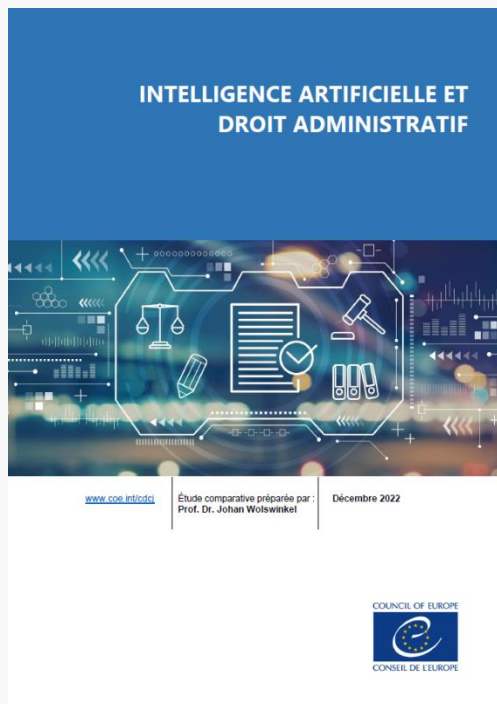 INTELLIGENCE ARTIFICIELLE ET
DROIT ADMINISTRATIF
www.coe.int/cdcj
Étude comparative préparée par :
Prof. Dr. Johan Wolswinkel
Décembre 2022
COUNCIL OF EUROPE
CONSEIL DE L'EUROPE